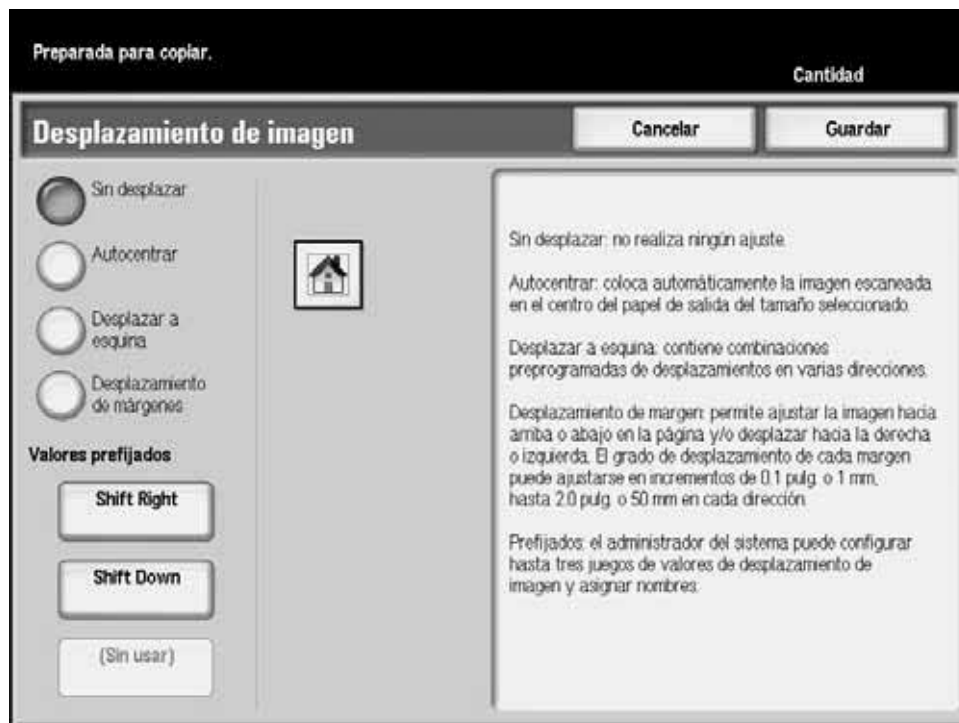 Preparada para copiar.
Cantidad
Desplazamiento de imagen
Cancelar
Guardar
Sin desplazar
Autocentrar
Desplazar a
esquina
Desplazamiento
de márgenes
Valores prefijados
Shift Right
Shift Down
(Sin usar)
Sin desplazar: no realiza ningún ajuste.
Autocentrar: coloca automáticamente la imagen escaneada
en el centro del papel de salida del tamaño seleccionado.
Desplazar a esquina: contiene combinaciones
preprogramadas de desplazamientos en varias direcciones.
Desplazamiento de margen: permite ajustar la imagen hacia
arriba o abajo en la página y/o desplazar hacia la derecha
o izquierda. El grado de desplazamiento de cada margen
puede ajustarse en incrementos de 0.1 pulg. o 1 mm,
hasta 2.0 pulg. o 50 mm en cada dirección.
Prefijados: el administrador del sistema puede configurar
hasta tres juegos de valores de desplazamiento de
imagen y asignar nombres.